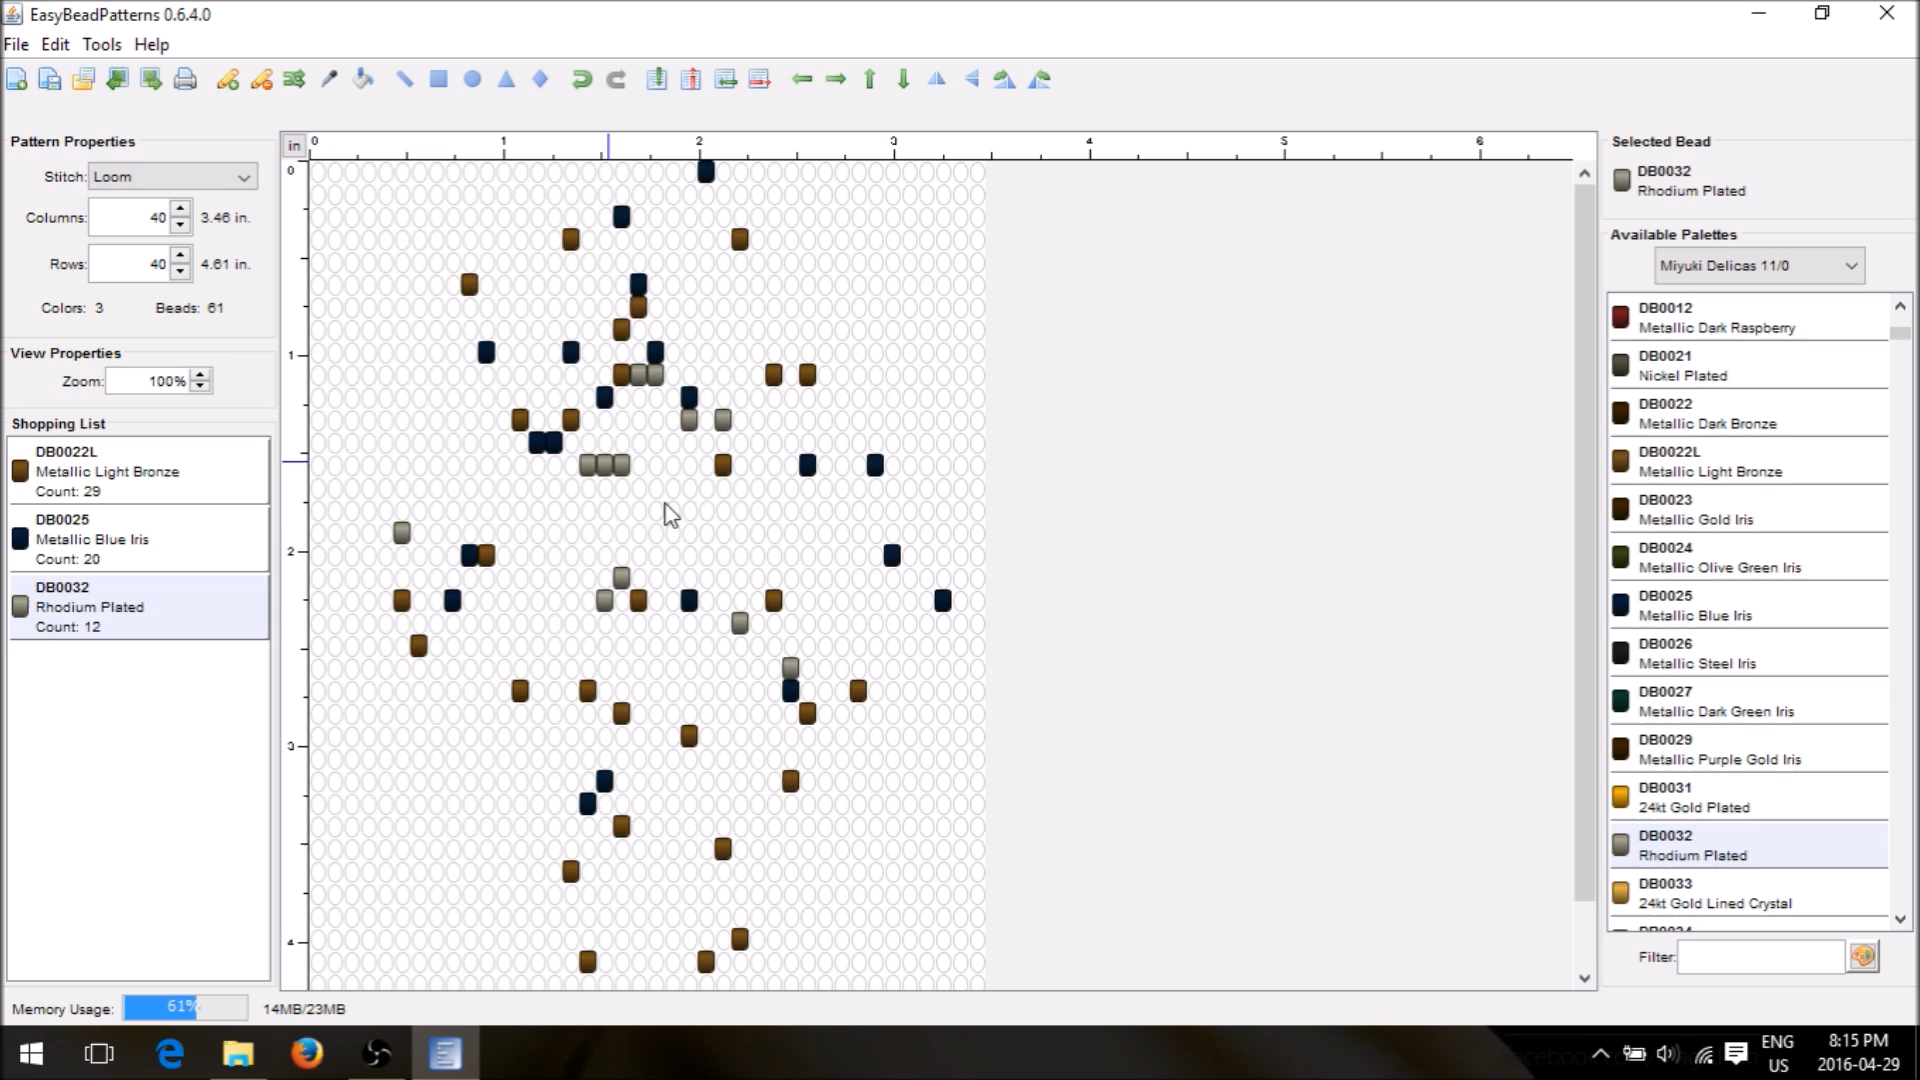 EasyBeadPatterns 0.6.4.0
File Edit Tools Help
Pattern Properties
Stitch: Loom
Columns: 40 3.46 in.
Rows: 40 4.61 in.
Colors: 3 Beads: 61
View Properties
Zoom: 100%
Shopping List
DB0022L
Metallic Light Bronze
Count: 29
DB0025
Metallic Blue Iris
Count: 20
DB0032
Rhodium Plated
Count: 12
in 0 1 2 3 4 5 6
0
1
2
3
4
Selected Bead
DB0032
Rhodium Plated
Available Palettes
Miyuki Delicas 11/0
DB0012
Metallic Dark Raspberry
DB0021
Nickel Plated
DB0022
Metallic Dark Bronze
DB0022L
Metallic Light Bronze
DB0023
Metallic Gold Iris
DB0024
Metallic Olive Green Iris
DB0025
Metallic Blue Iris
DB0026
Metallic Steel Iris
DB0027
Metallic Dark Green Iris
DB0029
Metallic Purple Gold Iris
DB0031
24kt Gold Plated
DB0032
Rhodium Plated
DB0033
24kt Gold Lined Crystal
Filter:
Memory Usage: 61% 14MB/23MB
ENG
US
8:15 PM
2016-04-29